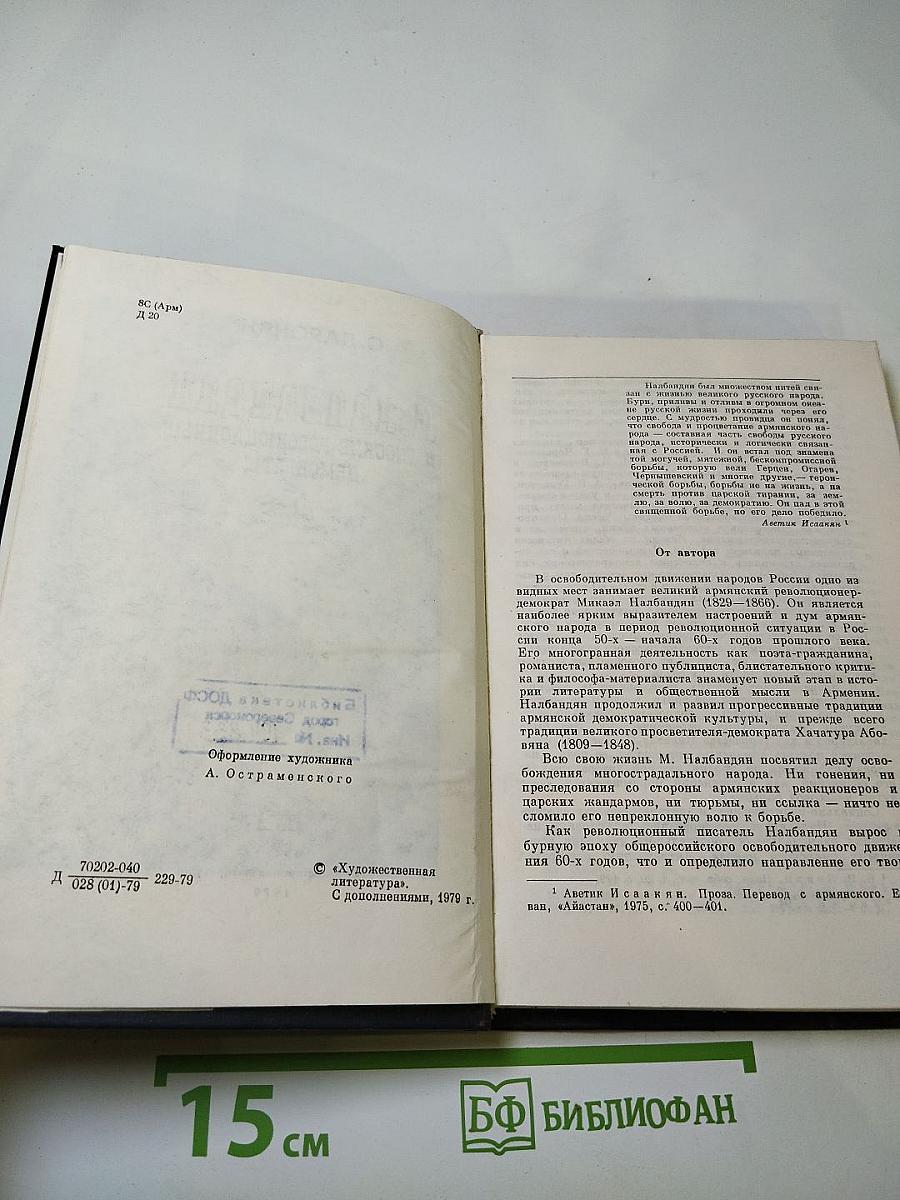 8С (Арм)
Д 20
Оформление художника
А. Остраменского
Д 70202-040 229-79
028 (01)-79
© «Художественная
литература».
С дополнениями, 1979 г.
Налбандян был множеством нитей свя-
зан с жизнью великого русского народа.
Бури, приливы и отливы в огромном океа-
не русской жизни проходили через его
сердце. С мудростью провидца он понял,
что свобода и процветание армянского на-
рода — составная часть свободы русского
народа, исторически и логически связан-
ная с Россией. И он встал под знамена
той могучей, мятежной, бескомпромиссной
борьбы, которую вели Герцен, Огарев,
Чернышевский и многие другие,— герои-
ческой борьбы, борьбы не на жизнь, а на
смерть против царской тирании, за зем-
лю, за волю, за демократию. Он пал в этой
священной борьбе, но его дело победило.
Аветик Исаакян ¹
От автора
В освободительном движении народов России одно из
видных мест занимает великий армянский революционер-
демократ Микаэл Налбандян (1829—1866). Он является
наиболее ярким выразителем настроений и дум армян-
ского народа в период революционной ситуации в Рос-
сии конца 50-х — начала 60-х годов прошлого века.
Его многогранная деятельность как поэта-гражданина,
романиста, пламенного публициста, блистательного крити-
ка и философа-материалиста знаменует новый этап в исто-
рии литературы и общественной мысли в Армении.
Налбандян продолжил и развил прогрессивные традиции
армянской демократической культуры, и прежде всего
традиции великого просветителя-демократа Хачатура Або-
вяна (1809—1848).
Всю свою жизнь М. Налбандян посвятил делу осво-
бождения многострадального народа. Ни гонения, ни
преследования со стороны армянских реакционеров и
царских жандармов, ни тюрьмы, ни ссылка — ничто не
сломило его непреклонную волю к борьбе.
Как революционный писатель Налбандян вырос
бурную эпоху общероссийского освободительного движе-
ния 60-х годов, что и определило направление его твор
¹ Аветик Исаакян. Проза. Перевод с армянского. Е
ван, «Айастан», 1975, с. 400—401.
15 см
БФ БИБЛИОФАН